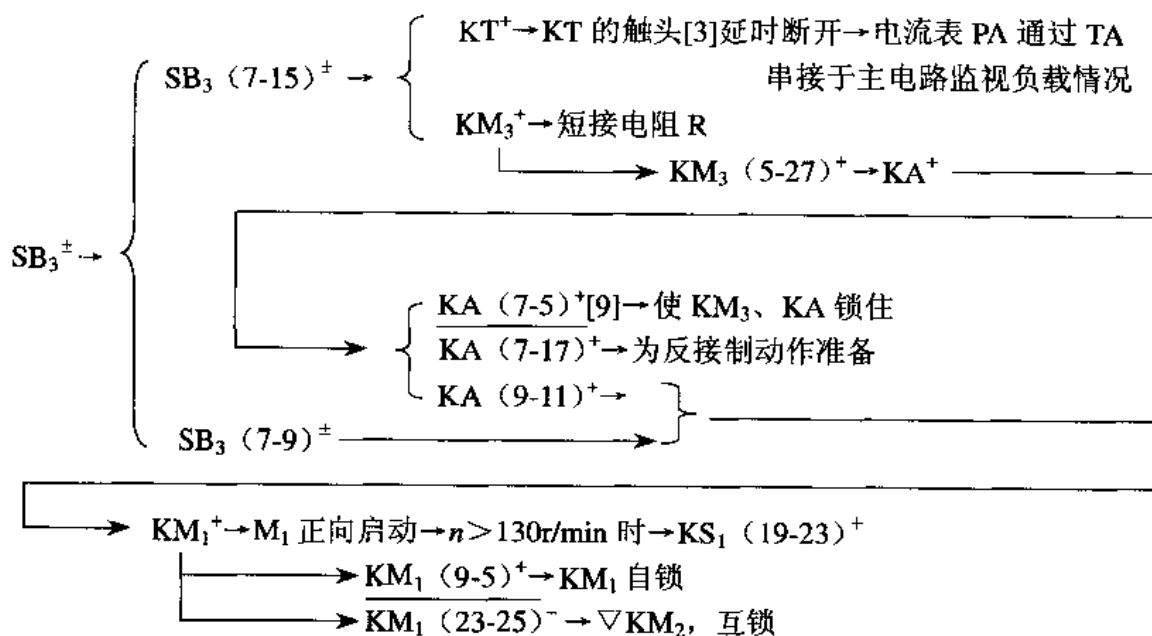 KT⁺→KT 的触头[3]延时断开→电流表 PA 通过 TA
SB₃（7-15）± →
串接于主电路监视负载情况
KM₃⁺→短接电阻 R
KM₃（5-27）⁺→KA⁺
SB₃±→
KA（7-5）⁺[9]→使 KM₃、KA 锁住
KA（7-17）⁺→为反接制动作准备
KA（9-11）⁺→
SB₃（7-9）±
KM₁⁺→M₁ 正向启动→n＞130r/min 时→KS₁（19-23）⁺
KM₁（9-5）⁺→KM₁ 自锁
KM₁（23-25）⁻→▽KM₂，互锁